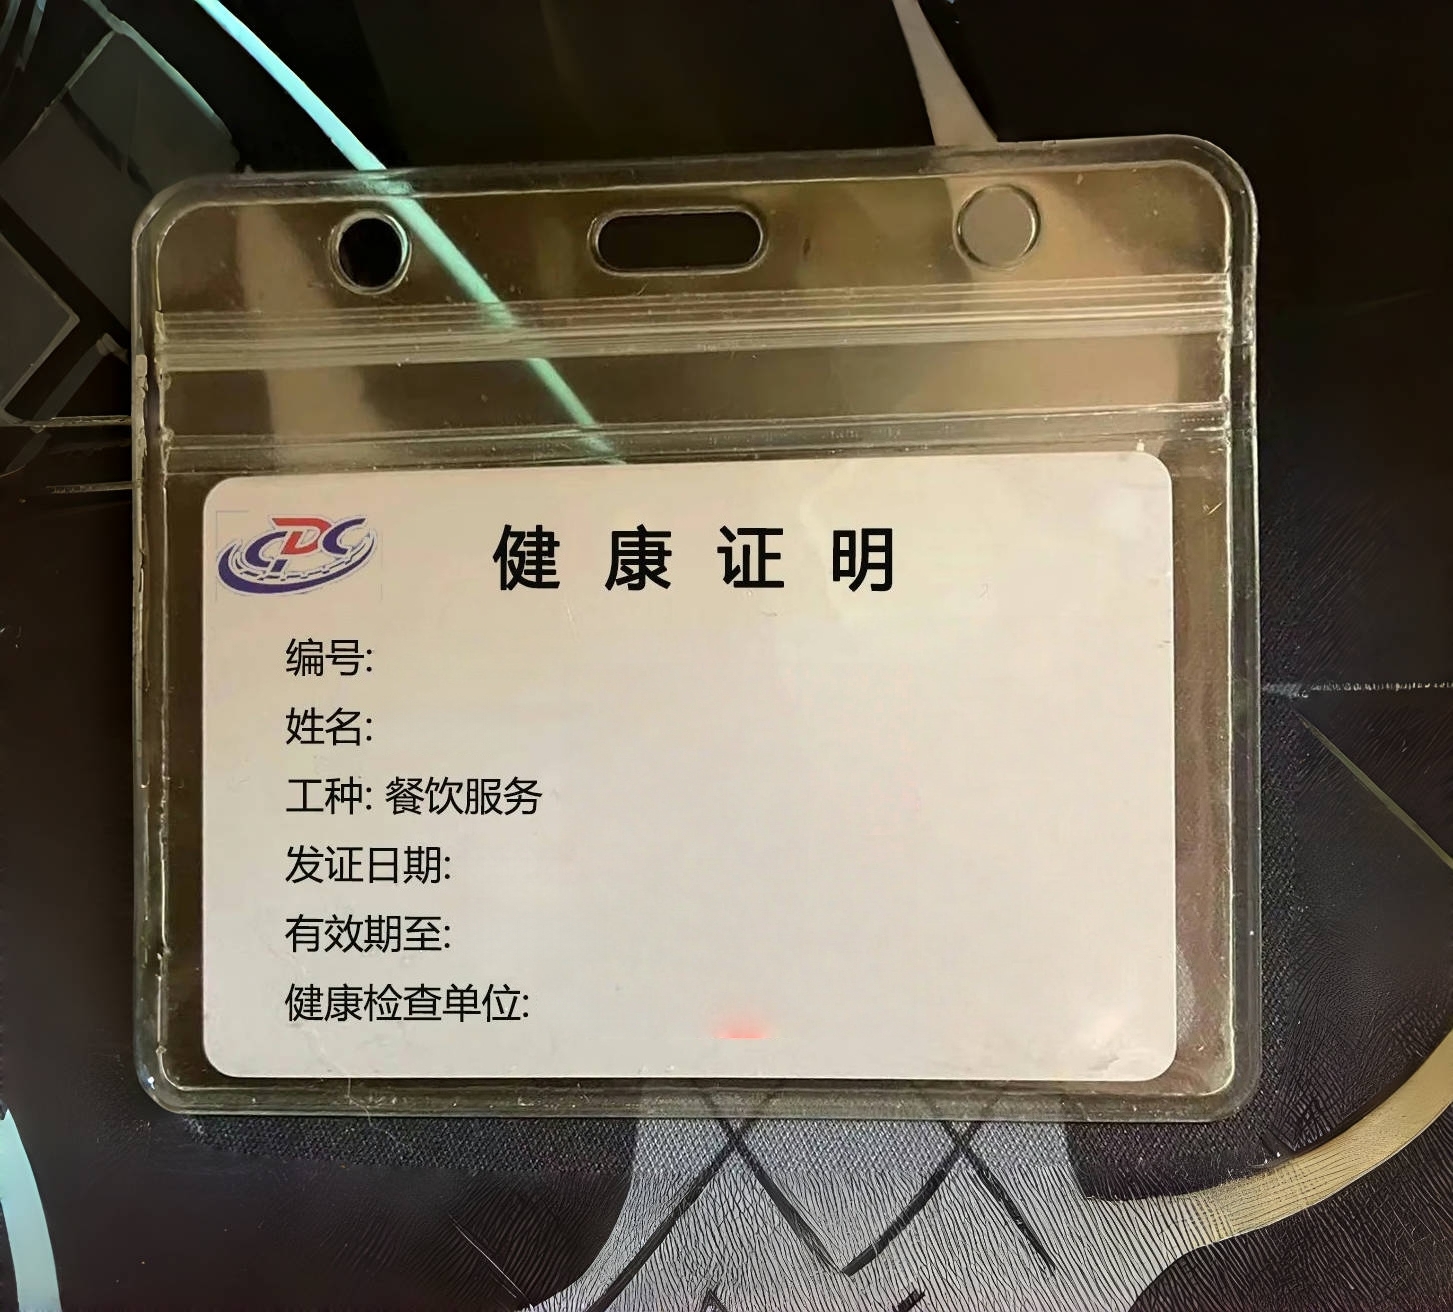 CDC
健康证明
编号:
姓名:
工种: 餐饮服务
发证日期:
有效期至:
健康检查单位: